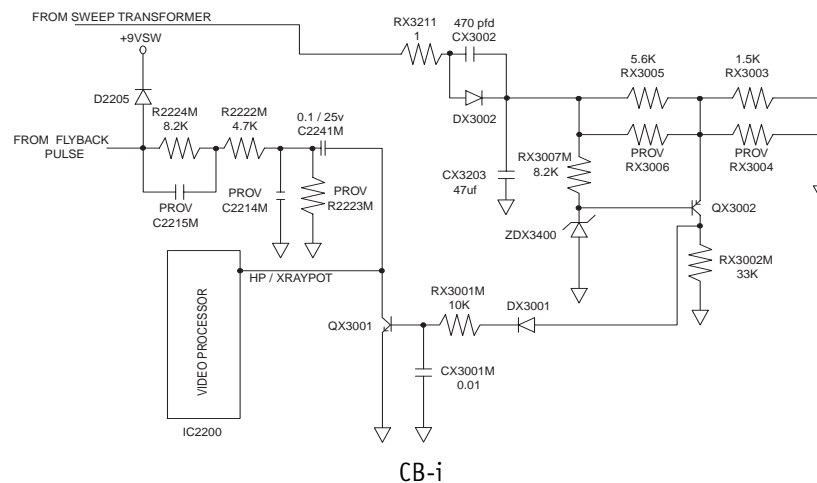 FROM SWEEP TRANSFORMER
+9VSW
RX3211
1
470 pfd
CX3002
5.6K
RX3005
1.5K
RX3003
D2205
R2224M
8.2K
R2222M
4.7K
0.1 / 25v
C2241M
DX3002
FROM FLYBACK
PULSE
PROV
C2215M
PROV
C2214M
PROV
R2223M
CX3203
47uf
RX3007M
8.2K
PROV
RX3006
PROV
RX3004
QX3002
ZDX3400
RX3002M
33K
HP / XRAYPOT
RX3001M
10K
DX3001
VIDEO PROCESSOR
QX3001
CX3001M
0.01
IC2200
CB-i